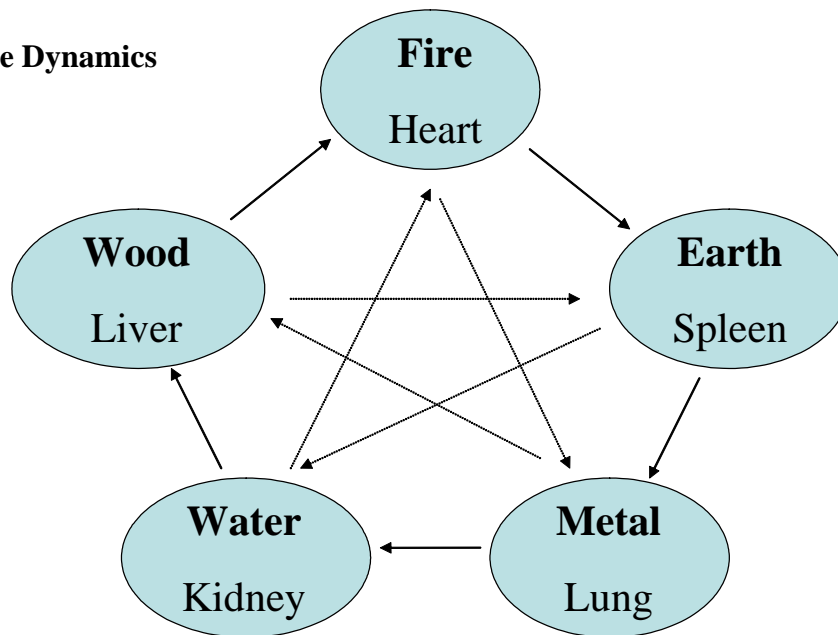 e Dynamics
Fire
Heart
Wood
Liver
Earth
Spleen
Water
Kidney
Metal
Lung